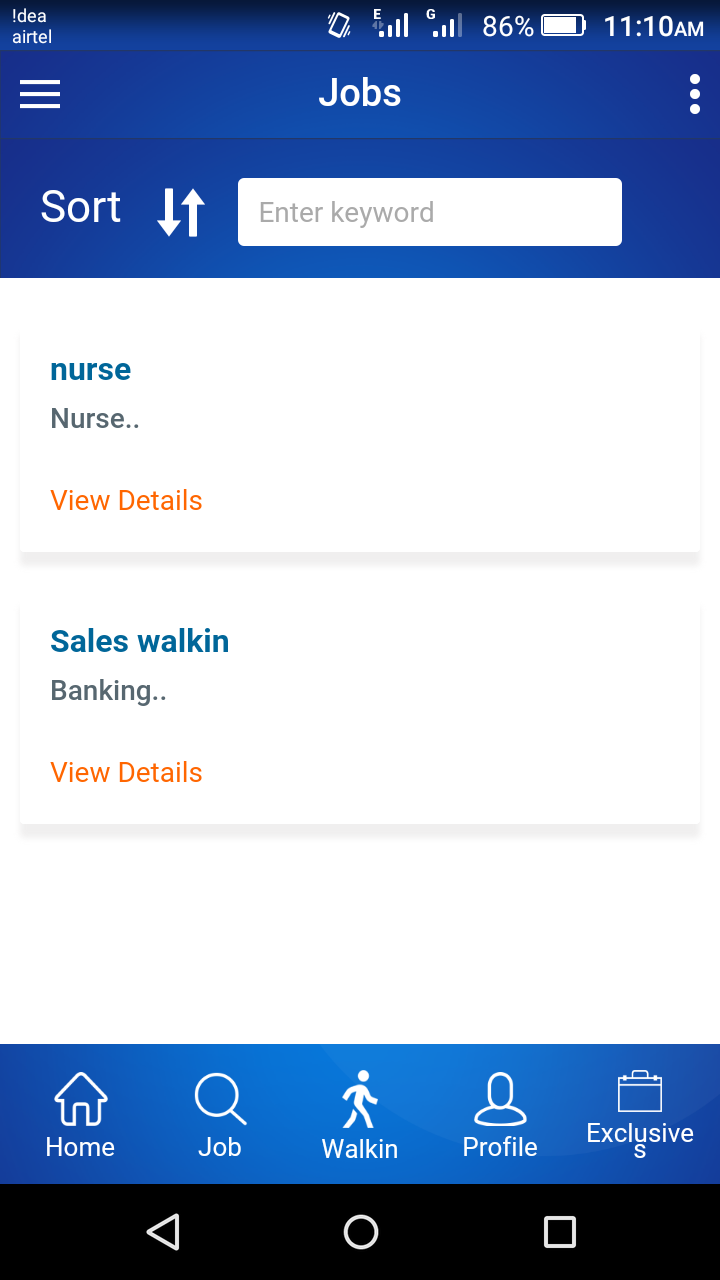 !dea
airtel
E
G
86%
11:10AM
Jobs
Sort
Enter keyword
nurse
Nurse..
View Details
Sales walkin
Banking..
View Details
Home
Job
Walkin
Profile
Exclusive
s